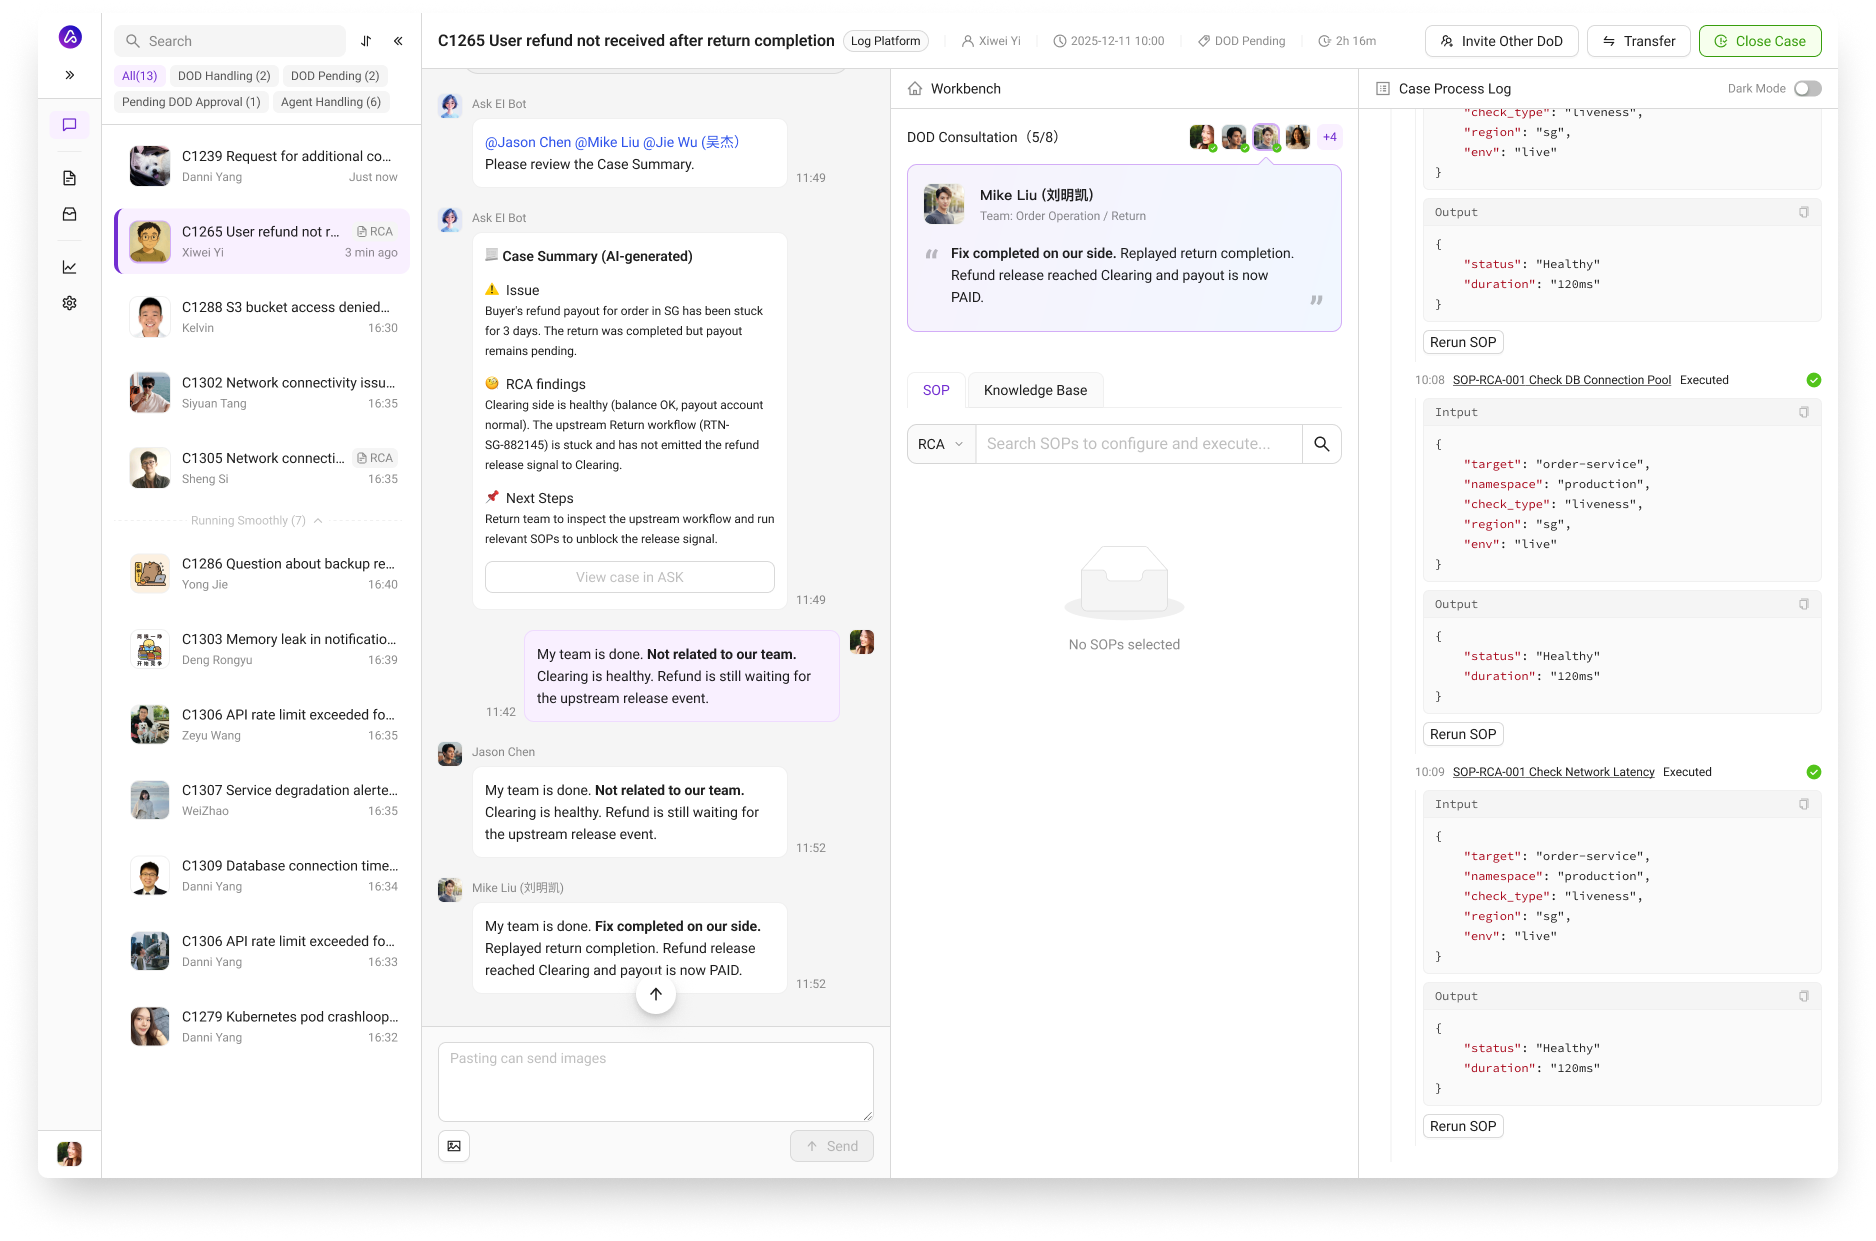 Search
All(13)
DOD Handling (2)
DOD Pending (2)
Pending DOD Approval (1)
Agent Handling (6)
C1239 Request for additional co...
Danni Yang
Just now
C1265 User refund not r...
RCA
Xiwei Yi
3 min ago
C1288 S3 bucket access denied...
Kelvin
16:30
C1302 Network connectivity issu...
Siyuan Tang
16:35
C1305 Network connecti...
RCA
Sheng Si
16:35
Running Smoothly (7)
C1286 Question about backup re...
Yong Jie
16:40
C1303 Memory leak in notificatio...
Deng Rongyu
16:39
C1306 API rate limit exceeded fo...
Zeyu Wang
16:35
C1307 Service degradation alerte...
WeiZhao
16:35
C1309 Database connection time...
Danni Yang
16:34
C1306 API rate limit exceeded fo...
Danni Yang
16:33
C1279 Kubernetes pod crashloop...
Danni Yang
16:32
C1265 User refund not received after return completion
Log Platform
Xiwei Yi
2025-12-11 10:00
DOD Pending
2h 16m
Invite Other DoD
Transfer
Close Case
Ask EI Bot
@Jason Chen @Mike Liu @Jie Wu (吴杰)
Please review the Case Summary.
11:49
Ask EI Bot
Case Summary (AI-generated)
Issue
Buyer's refund payout for order in SG has been stuck
for 3 days. The return was completed but payout
remains pending.
RCA findings
Clearing side is healthy (balance OK, payout account
normal). The upstream Return workflow (RTN-
SG-882145) is stuck and has not emitted the refund
release signal to Clearing.
Next Steps
Return team to inspect the upstream workflow and run
relevant SOPs to unblock the release signal.
View case in ASK
11:49
My team is done. Not related to our team.
Clearing is healthy. Refund is still waiting for
the upstream release event.
11:42
Jason Chen
My team is done. Not related to our team.
Clearing is healthy. Refund is still waiting for
the upstream release event.
11:52
Mike Liu (刘明凯)
My team is done. Fix completed on our side.
Replayed return completion. Refund release
reached Clearing and payout is now PAID.
11:52
Pasting can send images
Send
Workbench
DOD Consultation（5/8）
+4
Mike Liu (刘明凯)
Team: Order Operation / Return
“ Fix completed on our side. Replayed return completion.
Refund release reached Clearing and payout is now
PAID. ”
SOP
Knowledge Base
RCA
Search SOPs to configure and execute...
No SOPs selected
Case Process Log
Dark Mode
"check_type": "liveness",
"region": "sg",
"env": "live"
}
Output
{
"status": "Healthy"
"duration": "120ms"
}
Rerun SOP
10:08 SOP-RCA-001 Check DB Connection Pool Executed
Intput
{
"target": "order-service",
"namespace": "production",
"check_type": "liveness",
"region": "sg",
"env": "live"
}
Output
{
"status": "Healthy"
"duration": "120ms"
}
Rerun SOP
10:09 SOP-RCA-001 Check Network Latency Executed
Intput
{
"target": "order-service",
"namespace": "production",
"check_type": "liveness",
"region": "sg",
"env": "live"
}
Output
{
"status": "Healthy"
"duration": "120ms"
}
Rerun SOP